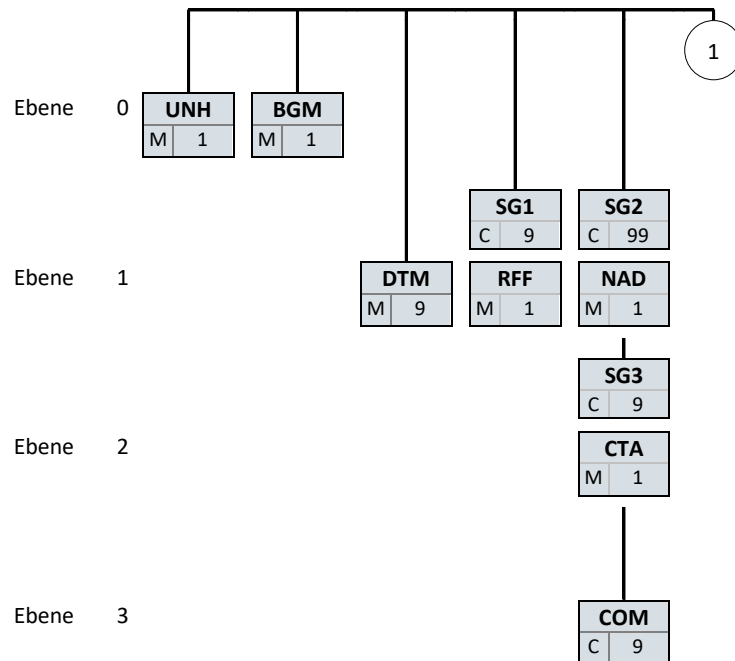 1
Ebene 0 UNH BGM
M 1 M 1
SG1 SG2
C 9 C 99
Ebene 1 DTM RFF NAD
M 9 M 1 M 1
SG3
C 9
Ebene 2 CTA
M 1
Ebene 3 COM
C 9